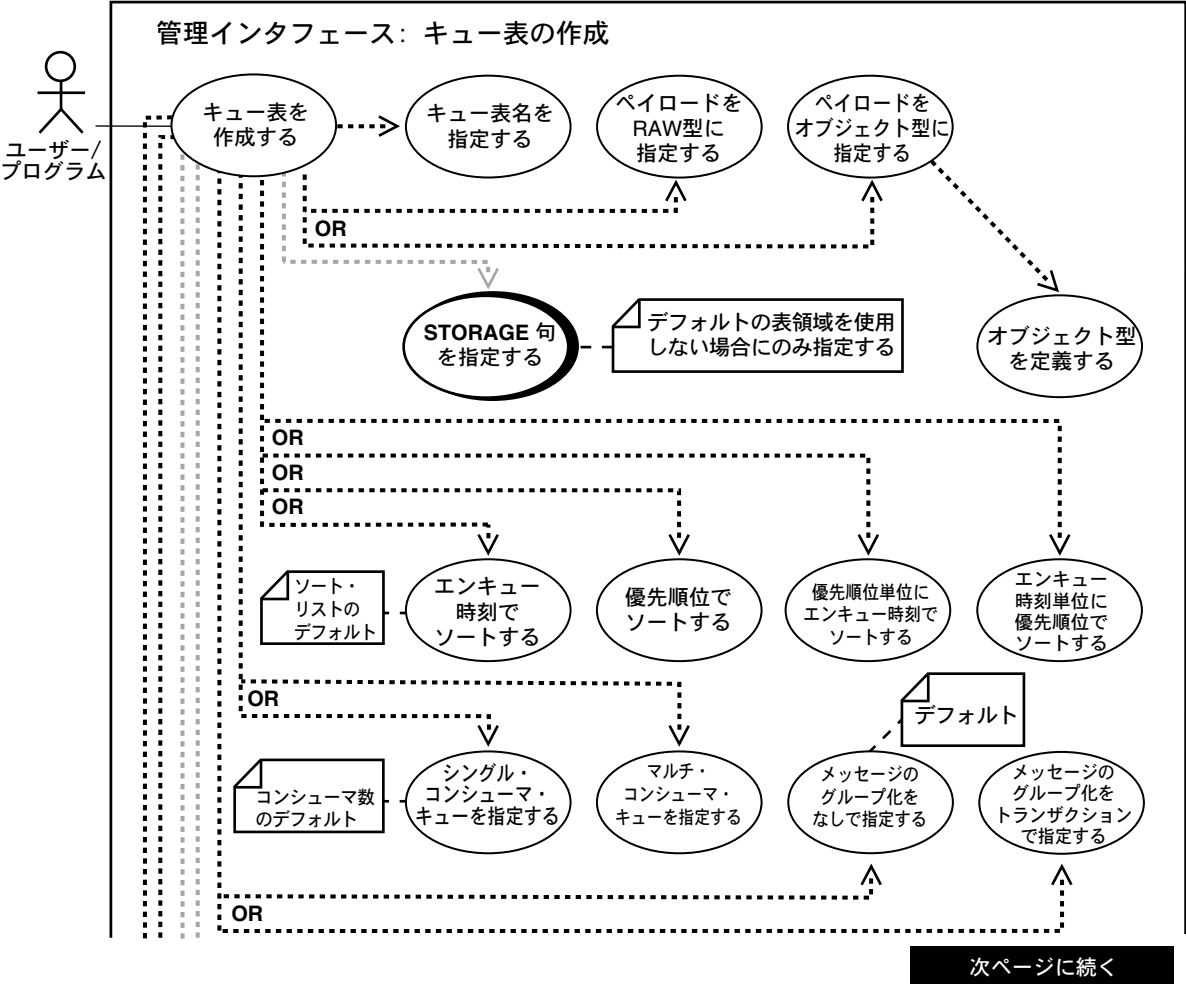 管理インタフェース: キュー表の作成
ユーザー/
プログラム
キュー表を
作成する
キュー表名を
指定する
ペイロードを
RAW型に
指定する
ペイロードを
オブジェクト型に
指定する
OR
STORAGE 句
を指定する
デフォルトの表領域を使用
しない場合にのみ指定する
オブジェクト型
を定義する
OR
OR
OR
ソート・
リストの
デフォルト
エンキュー
時刻で
ソートする
優先順位で
ソートする
優先順位単位に
エンキュー時刻で
ソートする
エンキュー
時刻単位に
優先順位で
ソートする
OR
デフォルト
コンシューマ数
のデフォルト
シングル・
コンシューマ・
キューを指定する
マルチ・
コンシューマ・
キューを指定する
メッセージの
グループ化を
なしで指定する
メッセージの
グループ化を
トランザクション
で指定する
OR
次ページに続く